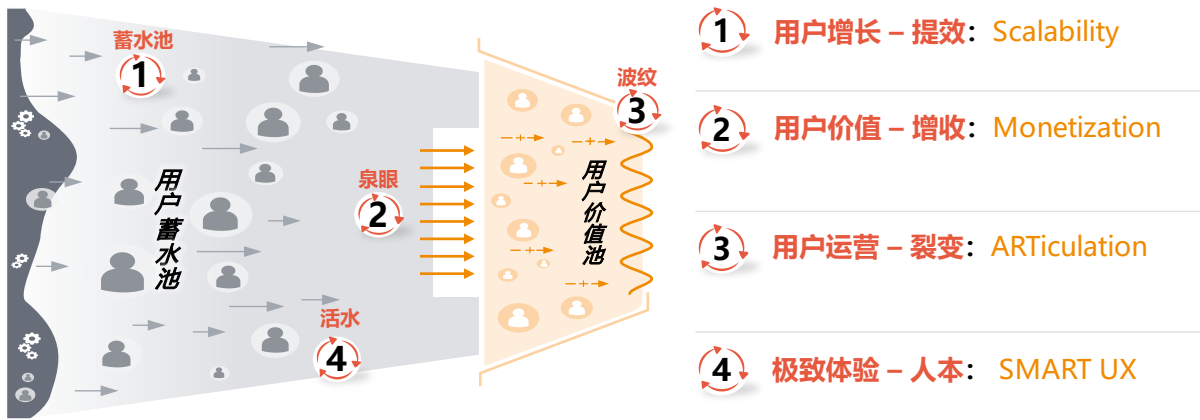 蓄水池
1
用户蓄水池
泉眼
2
活水
4
波纹
3
用户价值池
1 用户增长 – 提效： Scalability
2 用户价值 – 增收： Monetization
3 用户运营 – 裂变： ARTiculation
4 极致体验 – 人本： SMART UX